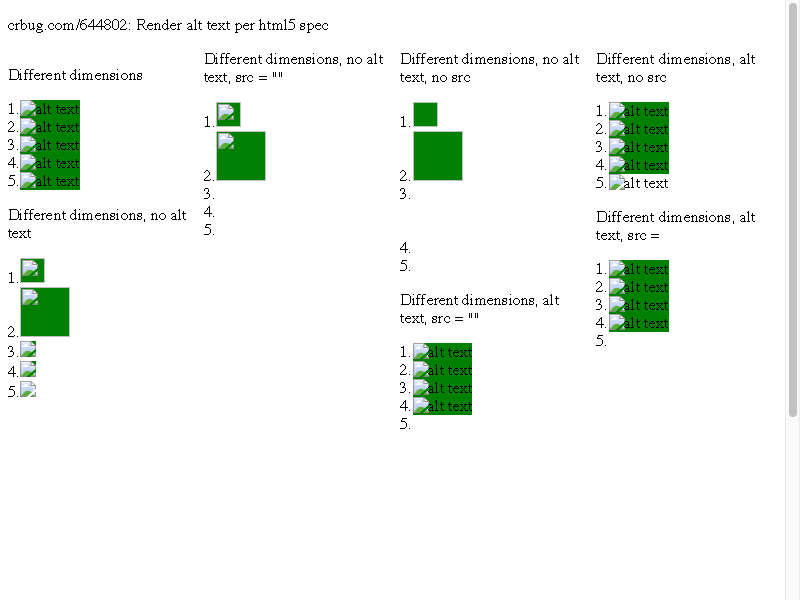 crbug.com/644802: Render alt text per html5 spec
Different dimensions
1. alt text
2. alt text
3. alt text
4. alt text
5. alt text
Different dimensions, no alt
text
1.
2.
3.
4.
5.
Different dimensions, no alt
text, src = ""
1.
2.
3.
4.
5.
Different dimensions, no alt
text, no src
1.
2.
3.
4.
5.
Different dimensions, alt
text, src = ""
1. alt text
2. alt text
3. alt text
4. alt text
5.
Different dimensions, alt
text, no src
1. alt text
2. alt text
3. alt text
4. alt text
5. alt text
Different dimensions, alt
text, src =
1. alt text
2. alt text
3. alt text
4. alt text
5.